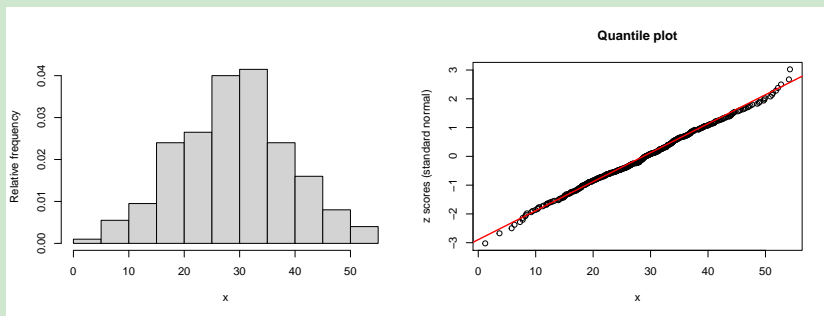 Quantile plot
Relative frequency
0.00 0.01 0.02 0.03 0.04
0 10 20 30 40 50
x
z scores (standard normal)
-3 -2 -1 0 1 2 3
0 10 20 30 40 50
x